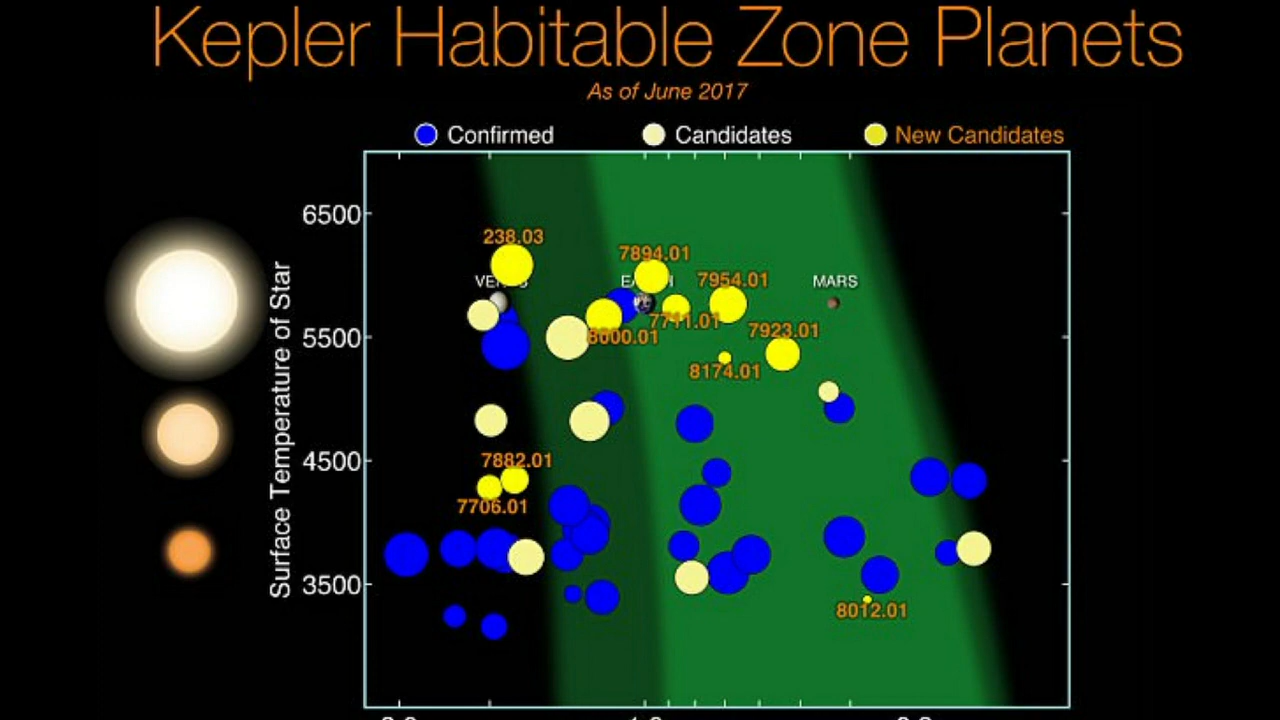 Kepler Habitable Zone Planets
As of June 2017
Confirmed
Candidates
New Candidates
6500
5500
4500
3500
Surface Temperature of Star
238.03
7894.01
7954.01
MARS
7711.01
7923.01
8000.01
8174.01
7882.01
7706.01
8012.01